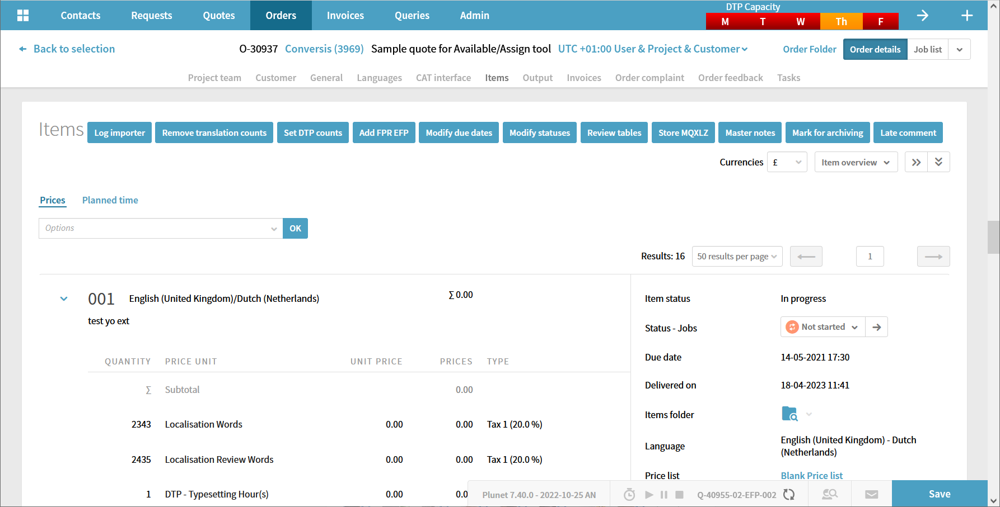 Contacts Requests Quotes Orders Invoices Queries Admin
DTP Capacity
M T W Th F
Back to selection
O-30937 Conversis (3969) Sample quote for Available/Assign tool UTC +01:00 User & Project & Customer
Order Folder Order details Job list
Project team Customer General Languages CAT interface Items Output Invoices Order complaint Order feedback Tasks
Items Log importer Remove translation counts Set DTP counts Add FPR EFP Modify due dates Modify statuses Review tables Store MQXLZ Master notes Mark for archiving Late comment
Currencies £ Item overview
Prices Planned time
Options OK
Results: 16 50 results per page 1
001 English (United Kingdom)/Dutch (Netherlands) Σ 0.00
test yo ext
QUANTITY PRICE UNIT UNIT PRICE PRICES TYPE
Σ Subtotal 0.00
2343 Localisation Words 0.00 0.00 Tax 1 (20.0 %)
2435 Localisation Review Words 0.00 0.00 Tax 1 (20.0 %)
1 DTP - Typesetting Hour(s) 0.00 0.0
Item status In progress
Status - Jobs Not started
Due date 14-05-2021 17:30
Delivered on 18-04-2023 11:41
Items folder
Language English (United Kingdom) - Dutch
(Netherlands)
Price list Blank Price list
Plunet 7.40.0 - 2022-10-25 AN Q-40955-02-EFP-002 Save